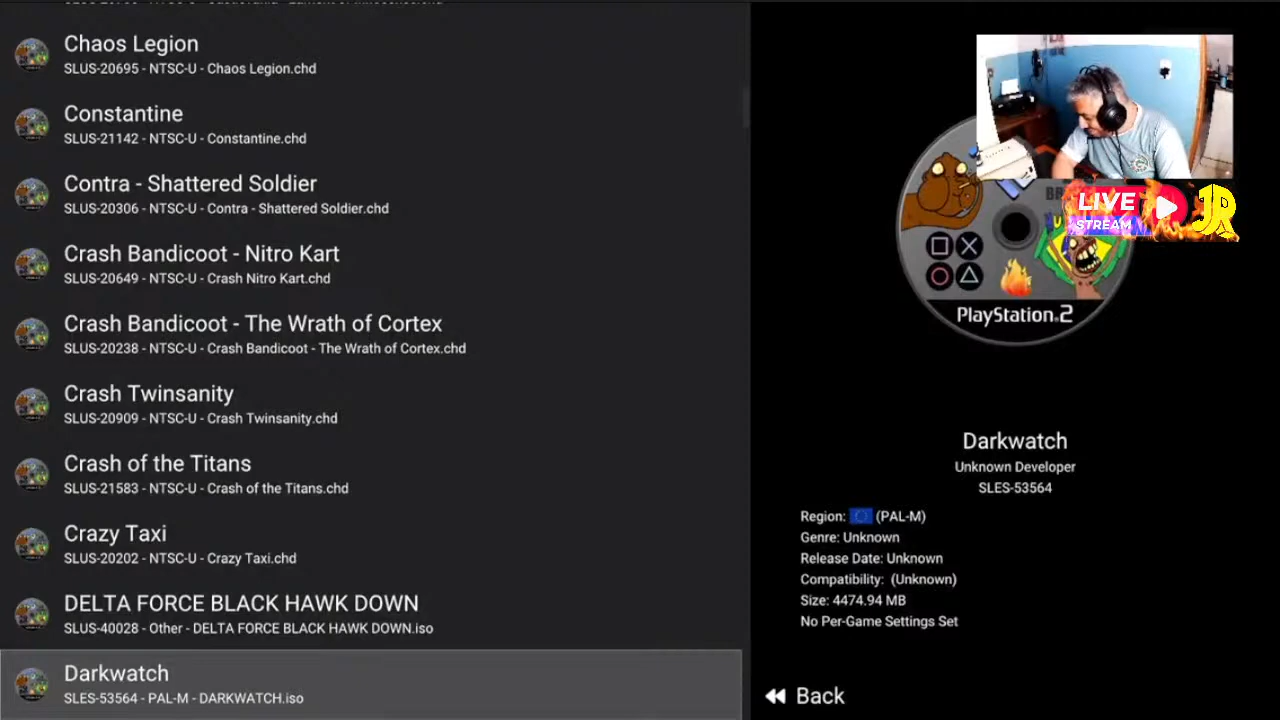 Chaos Legion
SLUS-20695 - NTSC-U - Chaos Legion.chd
Constantine
SLUS-21142 - NTSC-U - Constantine.chd
Contra - Shattered Soldier
SLUS-20306 - NTSC-U - Contra - Shattered Soldier.chd
Crash Bandicoot - Nitro Kart
SLUS-20649 - NTSC-U - Crash Nitro Kart.chd
Crash Bandicoot - The Wrath of Cortex
SLUS-20238 - NTSC-U - Crash Bandicoot - The Wrath of Cortex.chd
Crash Twinsanity
SLUS-20909 - NTSC-U - Crash Twinsanity.chd
Crash of the Titans
SLUS-21583 - NTSC-U - Crash of the Titans.chd
Crazy Taxi
SLUS-20202 - NTSC-U - Crazy Taxi.chd
DELTA FORCE BLACK HAWK DOWN
SLUS-40028 - Other - DELTA FORCE BLACK HAWK DOWN.iso
Darkwatch
SLES-53564 - PAL-M - DARKWATCH.iso
LIVE
STREAM
JR
PlayStation.2
Darkwatch
Unknown Developer
SLES-53564
Region: (PAL-M)
Genre: Unknown
Release Date: Unknown
Compatibility: (Unknown)
Size: 4474.94 MB
No Per-Game Settings Set
Back